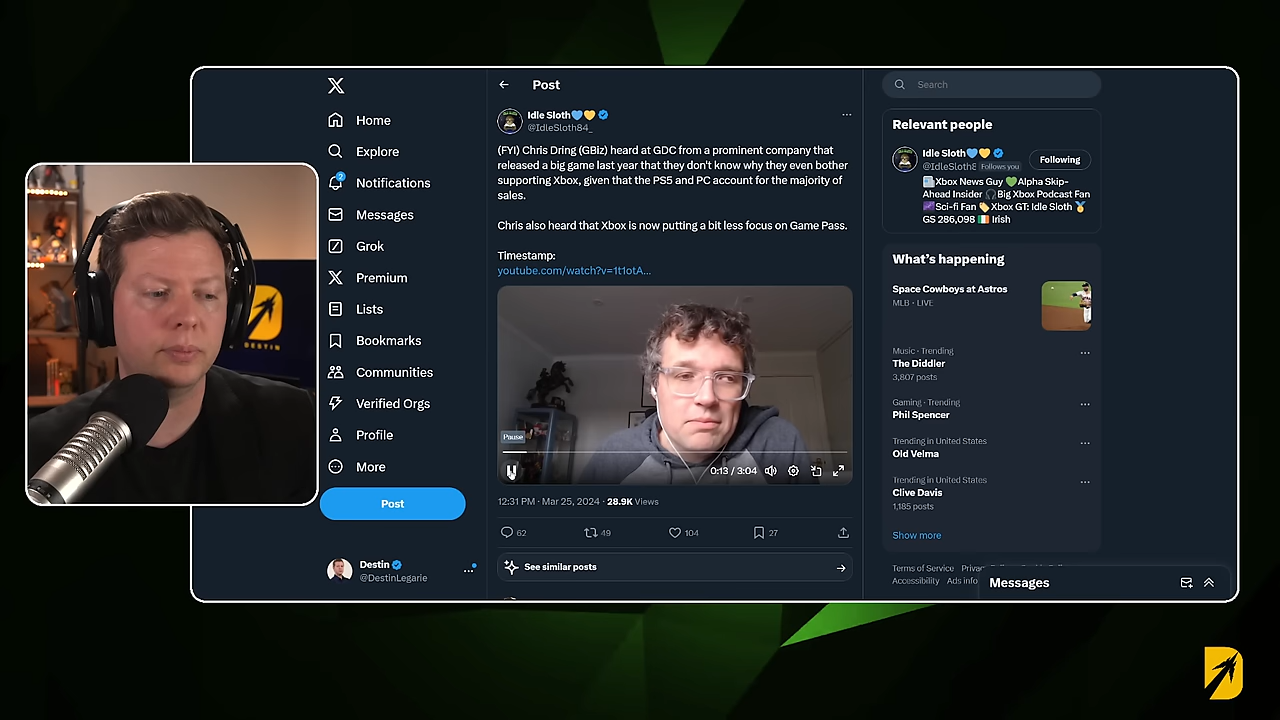 Post
Search
Home
Explore
2
Notifications
Messages
Grok
Premium
Lists
Bookmarks
Communities
Verified Orgs
Profile
More
Post
Destin
@DestinLegarie
Idle Sloth💙💛
@IdleSloth84_
(FYI) Chris Dring (GBiz) heard at GDC from a prominent company that
released a big game last year that they don't know why they even bother
supporting Xbox, given that the PS5 and PC account for the majority of
sales.
Chris also heard that Xbox is now putting a bit less focus on Game Pass.
Timestamp:
youtube.com/watch?v=1t1otA...
Pause
0:13 / 3:04
12:31 PM · Mar 25, 2024 · 28.9K Views
62
49
104
27
See similar posts
Relevant people
Idle Sloth💙💛
@IdleSloth8 Follows you
Following
📰Xbox News Guy 💚Alpha Skip-
Ahead Insider 🎧Big Xbox Podcast Fan
🌌Sci-fi Fan 🏷️Xbox GT: Idle Sloth 🏅
GS 286,098 🇮🇪 Irish
What's happening
Space Cowboys at Astros
MLB · LIVE
Music · Trending
The Diddler
3,807 posts
Gaming · Trending
Phil Spencer
Trending in United States
Old Velma
Trending in United States
Clive Davis
1,185 posts
Show more
Terms of Service
Accessibility Ads info
Messages
DESTIN